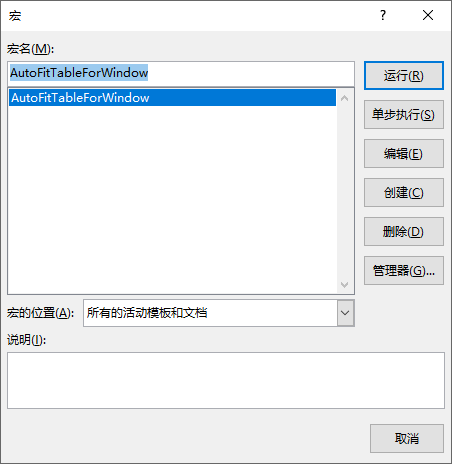 宏
?
宏名(M):
AutoFitTableForWindow
运行(R)
AutoFitTableForWindow
单步执行(S)
编辑(E)
创建(C)
删除(D)
管理器(G)...
宏的位置(A):
所有的活动模板和文档
说明(I):
取消